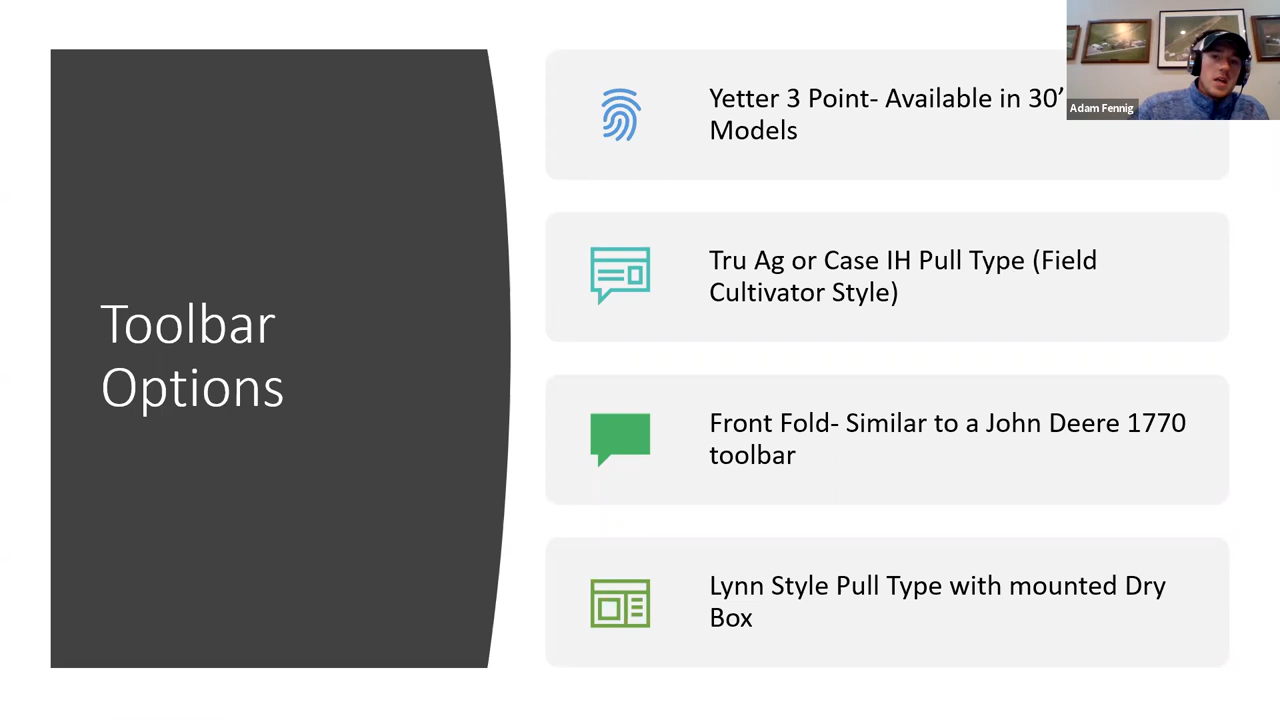 Toolbar
Options
Yetter 3 Point- Available in 30’
Models
Tru Ag or Case IH Pull Type (Field
Cultivator Style)
Front Fold- Similar to a John Deere 1770
toolbar
Lynn Style Pull Type with mounted Dry
Box
Adam Fennig